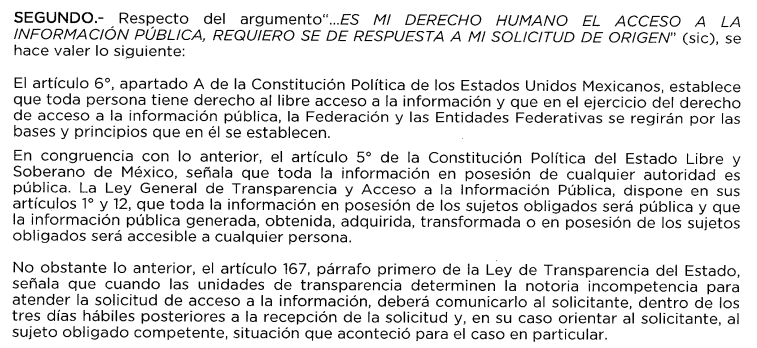 SEGUNDO.- Respecto del argumento“...ES MI DERECHO HUMANO EL ACCESO A LA
INFORMACIÓN PÚBLICA, REQUIERO SE DE RESPUESTA A MI SOLICITUD DE ORIGEN” (sic), se
hace valer lo siguiente:
El artículo 6°, apartado A de la Constitución Política de los Estados Unidos Mexicanos, establece
que toda persona tiene derecho al libre acceso a la información y que en el ejercicio del derecho
de acceso a la información pública, la Federación y las Entidades Federativas se regirán por las
bases y principios que en él se establecen.
En congruencia con lo anterior, el artículo 5° de la Constitución Política del Estado Libre y
Soberano de México, señala que toda la información en posesión de cualquier autoridad es
pública. La Ley General de Transparencia y Acceso a la Información Pública, dispone en sus
artículos 1° y 12, que toda la información en posesión de los sujetos obligados será pública y que
la información pública generada, obtenida, adquirida, transformada o en posesión de los sujetos
obligados será accesible a cualquier persona.
No obstante lo anterior, el artículo 167, párrafo primero de la Ley de Transparencia del Estado,
señala que cuando las unidades de transparencia determinen la notoria incompetencia para
atender la solicitud de acceso a la información, deberá comunicarlo al solicitante, dentro de los
tres días hábiles posteriores a la recepción de la solicitud y, en su caso orientar al solicitante, al
sujeto obligado competente, situación que aconteció para el caso en particular.